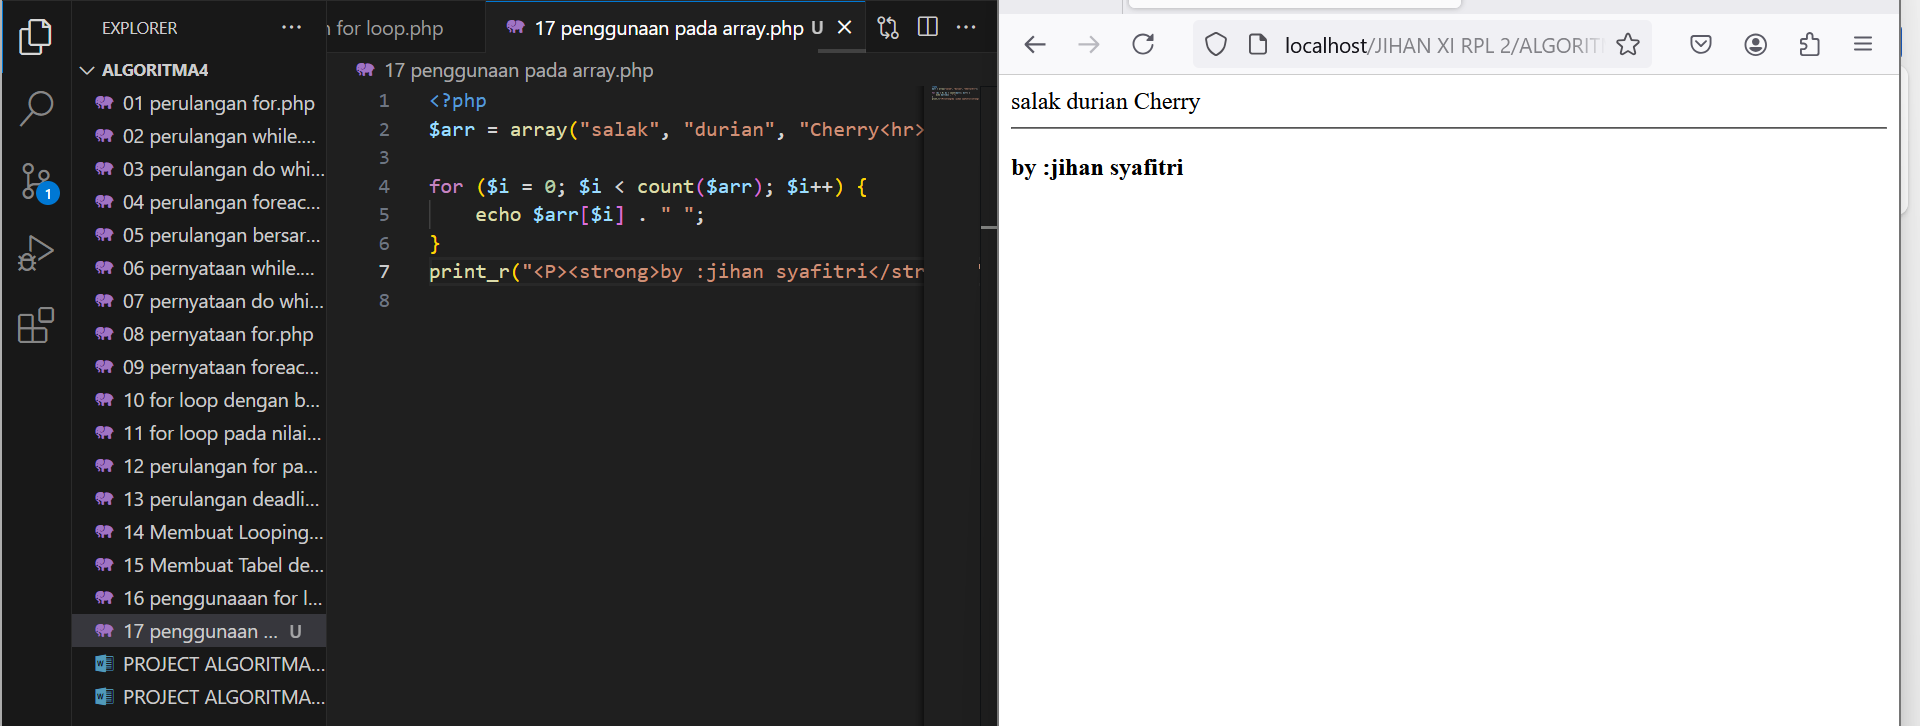 EXPLORER
ALGORITMA4
01 perulangan for.php
02 perulangan while....
03 perulangan do whi...
04 perulangan foreac...
05 perulangan bersar...
06 pernyataan while....
07 pernyataan do whi...
08 pernyataan for.php
09 pernyataan foreac...
10 for loop dengan b...
11 for loop pada nilai...
12 perulangan for pa...
13 perulangan deadli...
14 Membuat Looping...
15 Membuat Tabel de...
16 penggunaaan for l...
17 penggunaan ... U
PROJECT ALGORITMA...
PROJECT ALGORITMA...
1
for loop.php
17 penggunaan pada array.php U
17 penggunaan pada array.php
1 <?php
2 $arr = array("salak", "durian", "Cherry<hr>
3
4 for ($i = 0; $i < count($arr); $i++) {
5 echo $arr[$i] . " ";
6 }
7 print_r("<P><strong>by :jihan syafitri</str
8
localhost/JIHAN XI RPL 2/ALGORIT
salak durian Cherry
by :jihan syafitri